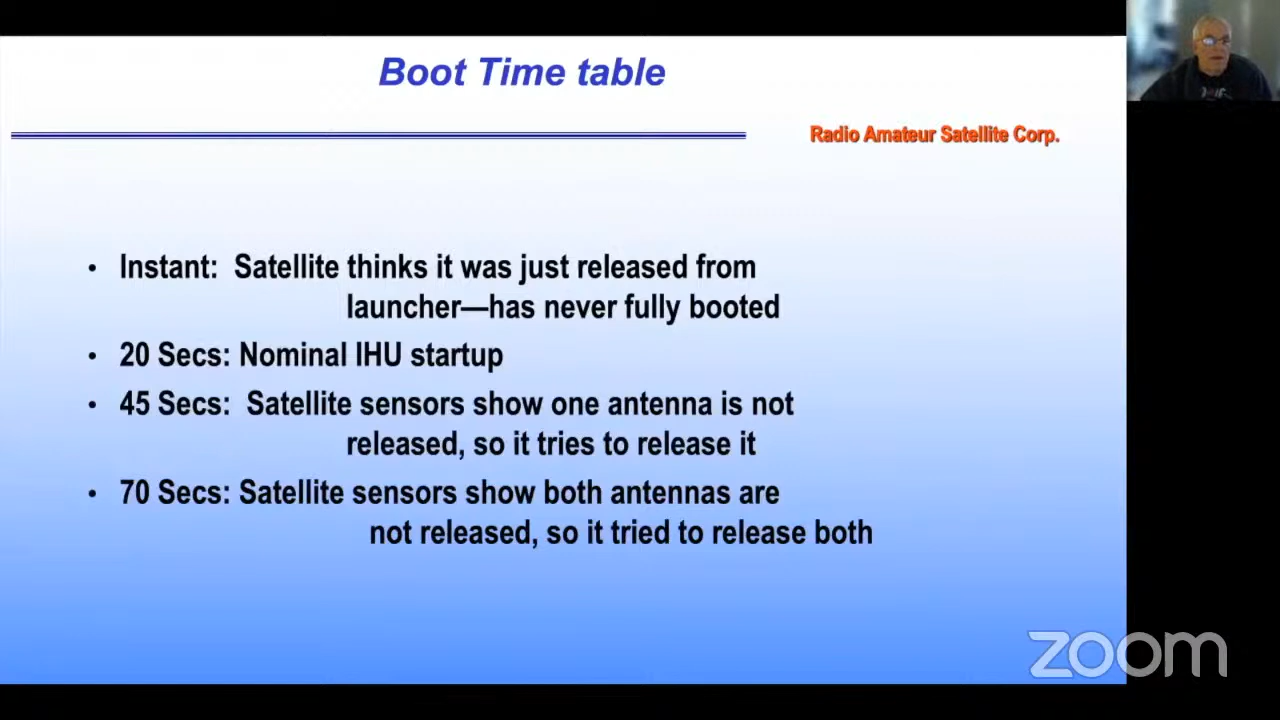 Boot Time table
Radio Amateur Satellite Corp.
• Instant: Satellite thinks it was just released from
launcher—has never fully booted
• 20 Secs: Nominal IHU startup
• 45 Secs: Satellite sensors show one antenna is not
released, so it tries to release it
• 70 Secs: Satellite sensors show both antennas are
not released, so it tried to release both
zoom